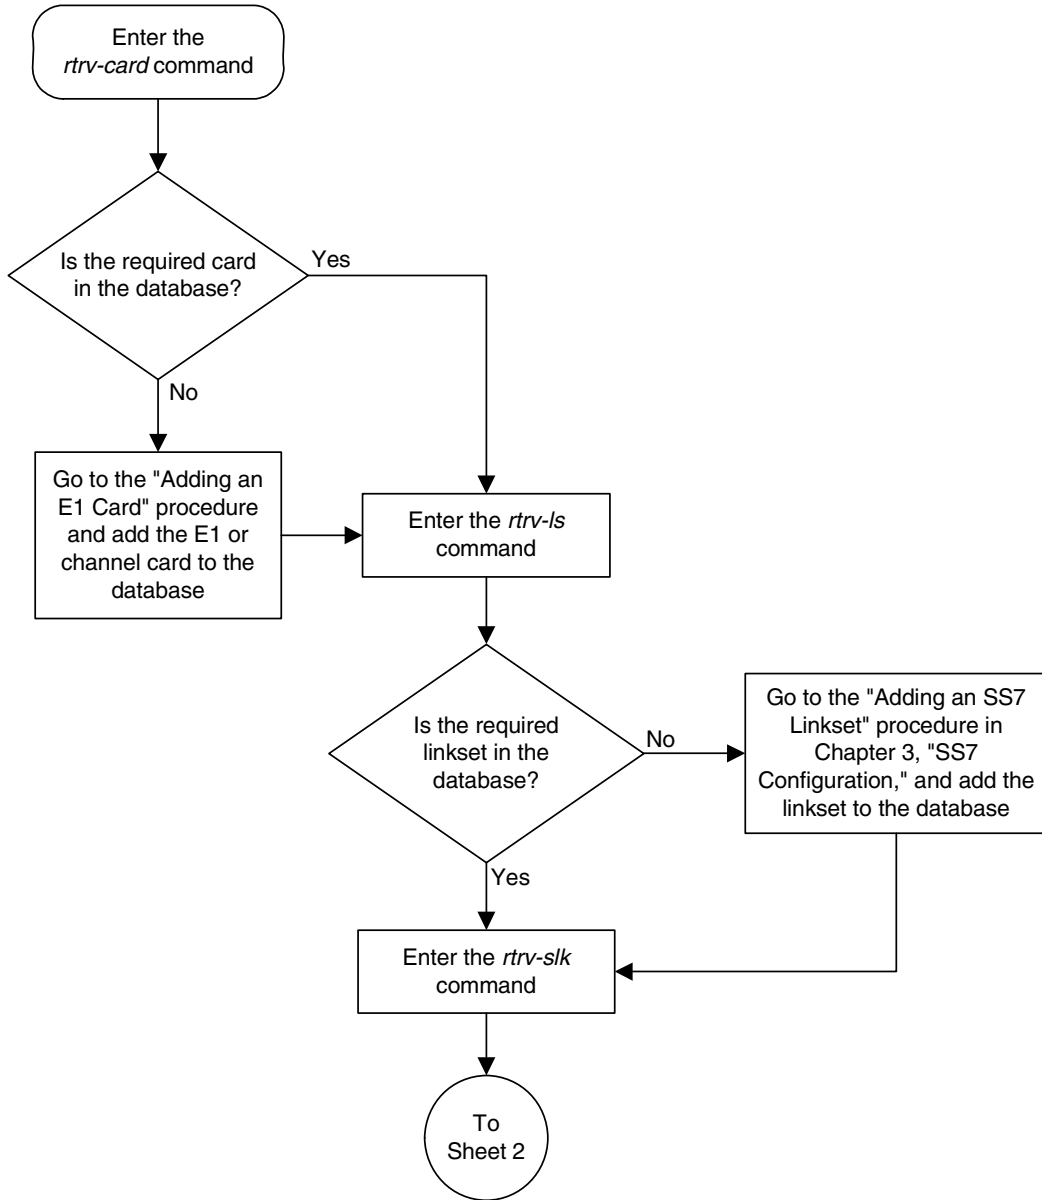 Enter the
rtrv-card command
Is the required card
in the database?
Yes
No
Go to the "Adding an
E1 Card" procedure
and add the E1 or
channel card to the
database
Enter the rtrv-ls
command
Is the required
linkset in the
database?
No
Go to the "Adding an SS7
Linkset" procedure in
Chapter 3, "SS7
Configuration," and add the
linkset to the database
Yes
Enter the rtrv-slk
command
To
Sheet 2